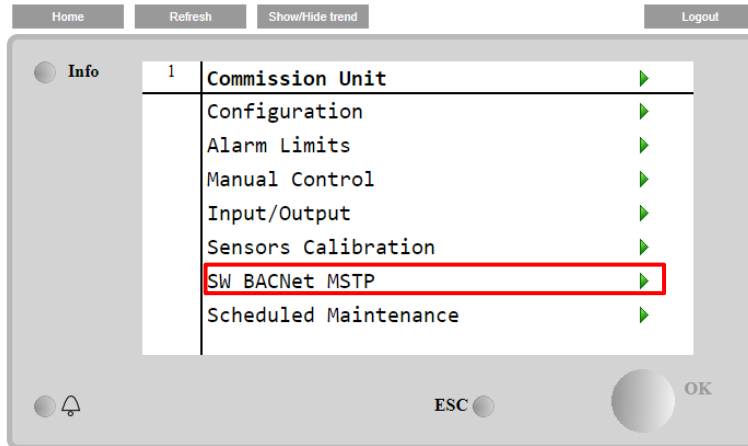 Home Refresh Show/Hide trend Logout
Info
1 Commission Unit
Configuration
Alarm Limits
Manual Control
Input/Output
Sensors Calibration
SW BACNet MSTP
Scheduled Maintenance
ESC OK